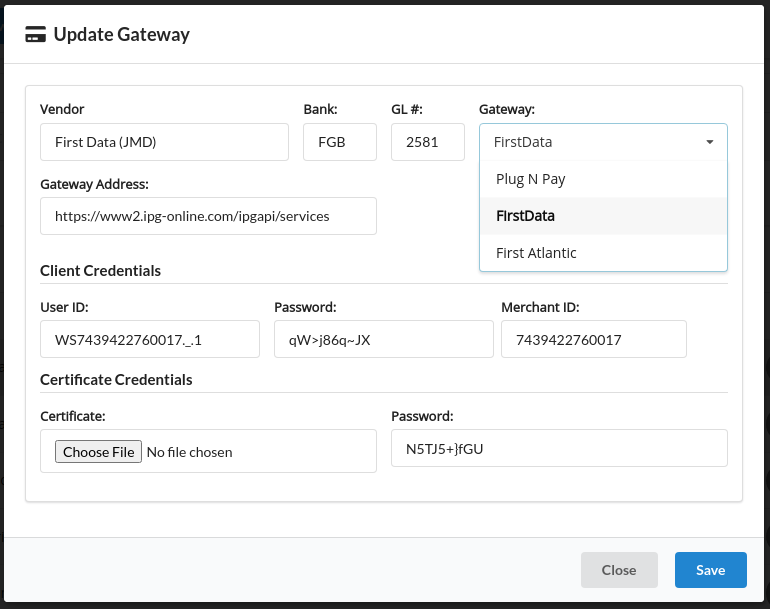 Update Gateway
Vendor Bank: GL #: Gateway:
First Data (JMD) FGB 2581 FirstData
Plug N Pay
Gateway Address:
https://www2.ipg-online.com/ipgapi/services FirstData
First Atlantic
Client Credentials
User ID: Password: Merchant ID:
WS7439422760017._.1 qW>j86q~JX 7439422760017
Certificate Credentials
Certificate: Password:
Choose File No file chosen N5TJ5+}fGU
Close Save